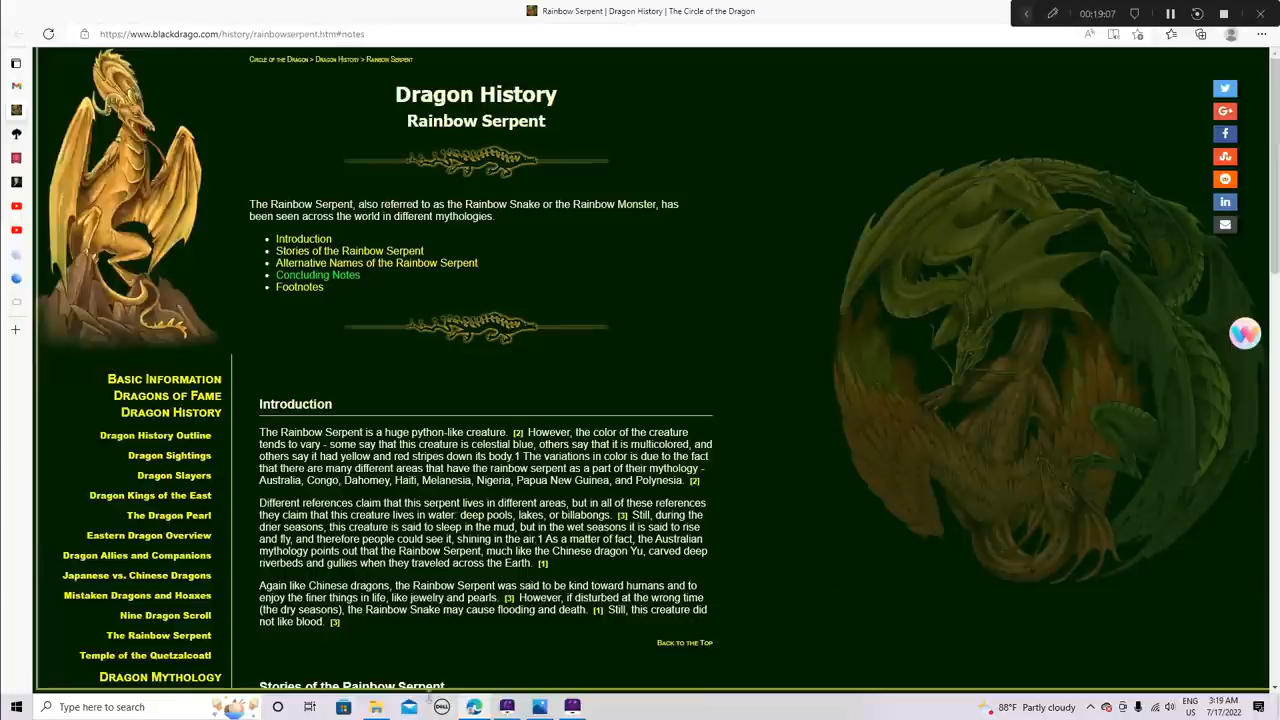 Rainbow Serpent | Dragon History | The Circle of the Dragon
00:19:07
https://www.blackdrago.com/history/rainbowserpent.htm#notes
Circle of the Dragon > Dragon History > Rainbow Serpent
Dragon History
Rainbow Serpent
The Rainbow Serpent, also referred to as the Rainbow Snake or the Rainbow Monster, has
been seen across the world in different mythologies.
Introduction
Stories of the Rainbow Serpent
Alternative Names of the Rainbow Serpent
Concluding Notes
Footnotes
Basic Information
Dragons of Fame
Dragon History
Dragon History Outline
Dragon Sightings
Dragon Slayers
Dragon Kings of the East
The Dragon Pearl
Eastern Dragon Overview
Dragon Allies and Companions
Japanese vs. Chinese Dragons
Mistaken Dragons and Hoaxes
Nine Dragon Scroll
The Rainbow Serpent
Temple of the Quetzalcoatl
Dragon Mythology
Introduction
The Rainbow Serpent is a huge python-like creature. [2] However, the color of the creature
tends to vary - some say that this creature is celestial blue, others say that it is multicolored, and
others say it had yellow and red stripes down its body.1 The variations in color is due to the fact
that there are many different areas that have the rainbow serpent as a part of their mythology -
Australia, Congo, Dahomey, Haiti, Melanesia, Nigeria, Papua New Guinea, and Polynesia. [2]
Different references claim that this serpent lives in different areas, but in all of these references
they claim that this creature lives in water: deep pools, lakes, or billabongs. [3] Still, during the
drier seasons, this creature is said to sleep in the mud, but in the wet seasons it is said to rise
and fly, and therefore people could see it, shining in the air.1 As a matter of fact, the Australian
mythology points out that the Rainbow Serpent, much like the Chinese dragon Yu, carved deep
riverbeds and gullies when they traveled across the Earth. [1]
Again like Chinese dragons, the Rainbow Serpent was said to be kind toward humans and to
enjoy the finer things in life, like jewelry and pearls. [3] However, if disturbed at the wrong time
(the dry seasons), the Rainbow Snake may cause flooding and death. [1] Still, this creature did
not like blood. [3]
Back to the Top
Stories of the Rainbow Serpent
Type here to search
DELL
88°F Partly cloudy
ENG
3:19 AM
7/17/2022